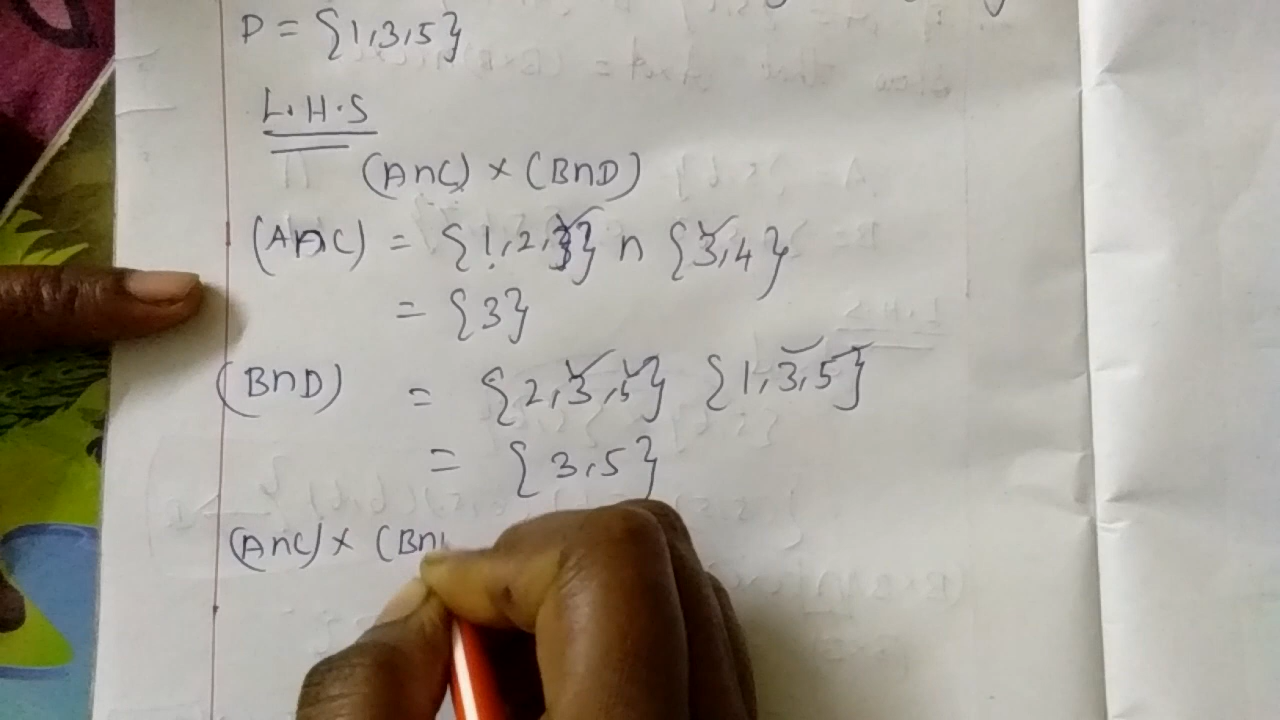 D = {1,3,5}
L.H.S
(A∩C) × (B∩D)
(A∩C) = {1,2,3} ∩ {3,4}
= {3}
(B∩D) = {2,3,5} {1,3,5}
= {3,5}
(A∩C) × (B∩